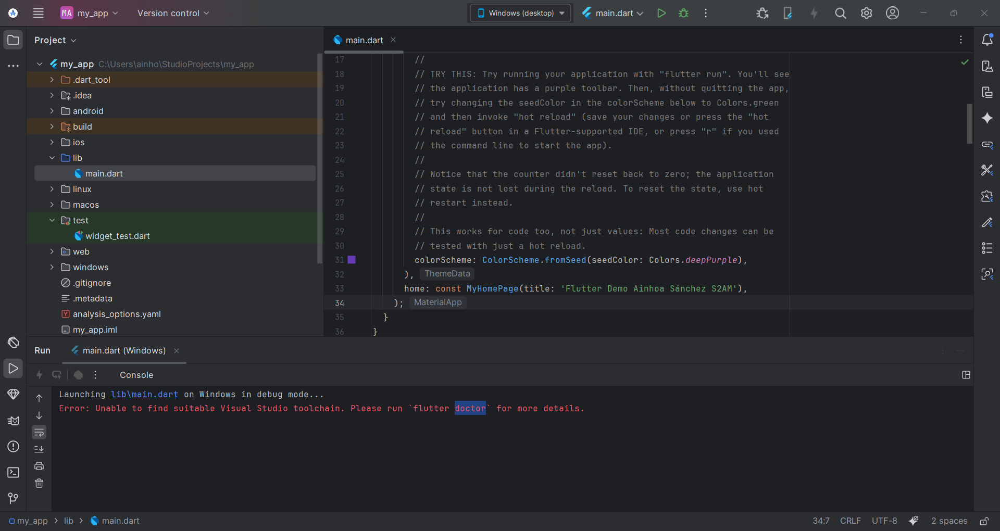 MA my_app
Version control
Windows (desktop)
main.dart
Project
my_app C:\Users\ainho\StudioProjects\my_app
.dart_tool
.idea
android
build
ios
lib
main.dart
linux
macos
test
widget_test.dart
web
windows
.gitignore
.metadata
analysis_options.yaml
my_app.iml
main.dart
17 //
18 // TRY THIS: Try running your application with "flutter run". You'll see
19 // the application has a purple toolbar. Then, without quitting the app,
20 // try changing the seedColor in the colorScheme below to Colors.green
21 // and then invoke "hot reload" (save your changes or press the "hot
22 // reload" button in a Flutter-supported IDE, or press "r" if you used
23 // the command line to start the app).
24 //
25 // Notice that the counter didn't reset back to zero; the application
26 // state is not lost during the reload. To reset the state, use hot
27 // restart instead.
28 //
29 // This works for code too, not just values: Most code changes can be
30 // tested with just a hot reload.
31 colorScheme: ColorScheme.fromSeed(seedColor: Colors.deepPurple),
32 ), ThemeData
33 home: const MyHomePage(title: 'Flutter Demo Ainhoa Sánchez S2AM'),
34 ); MaterialApp
35 }
36 }
Run main.dart (Windows)
Console
Launching lib\main.dart on Windows in debug mode...
Error: Unable to find suitable Visual Studio toolchain. Please run `flutter doctor` for more details.
my_app > lib > main.dart
34:7 CRLF UTF-8 2 spaces